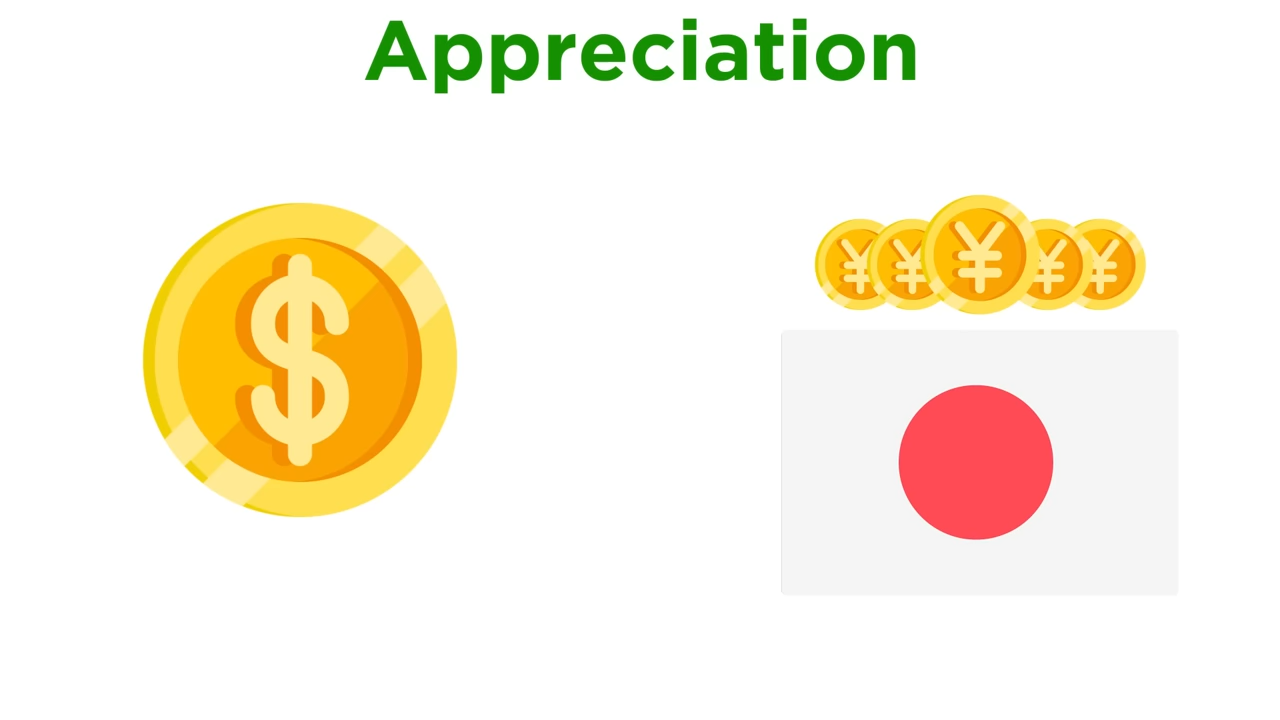 Appreciation
$
¥ ¥ ¥ ¥ ¥